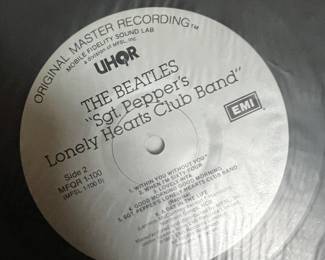 ORIGINAL MASTER RECORDING™
MOBILE FIDELITY SOUND LAB
a division of MFSL, Inc.
UHQR
THE BEATLES
"Sgt. Pepper's
Lonely Hearts Club Band"
EMI
Side 2
MFQR 1-100
(MFSL 1-100 B)
1. WITHIN YOU WITHOUT YOU
2. WHEN I'M SIXTY-FOUR
3. LOVELY RITA
4. GOOD MORNING GOOD MORNING
5. SGT PEPPER'S LONELY HEARTS CLUB BAND
6. A DAY IN THE LIFE